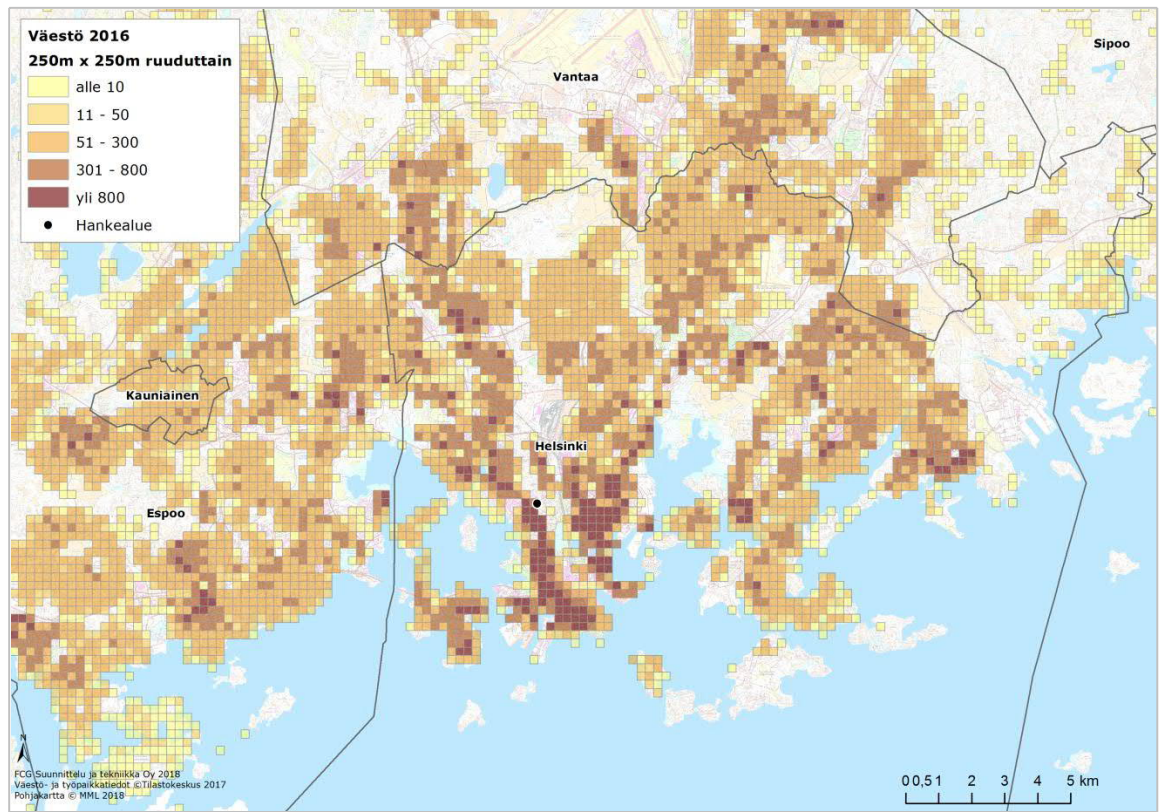 Väestö 2016
250m x 250m ruuduttain
alle 10
11 - 50
51 - 300
301 - 800
yli 800
Hankealue
Vantaa
Sipoo
Kauniainen
Helsinki
Espoo
N
FCG Suunnittelu ja tekniikka Oy 2018
Väestö- ja työpaikkatiedot ©Tilastokeskus 2017
Pohjakartta © MML 2018
0 0,5 1 2 3 4 5 km